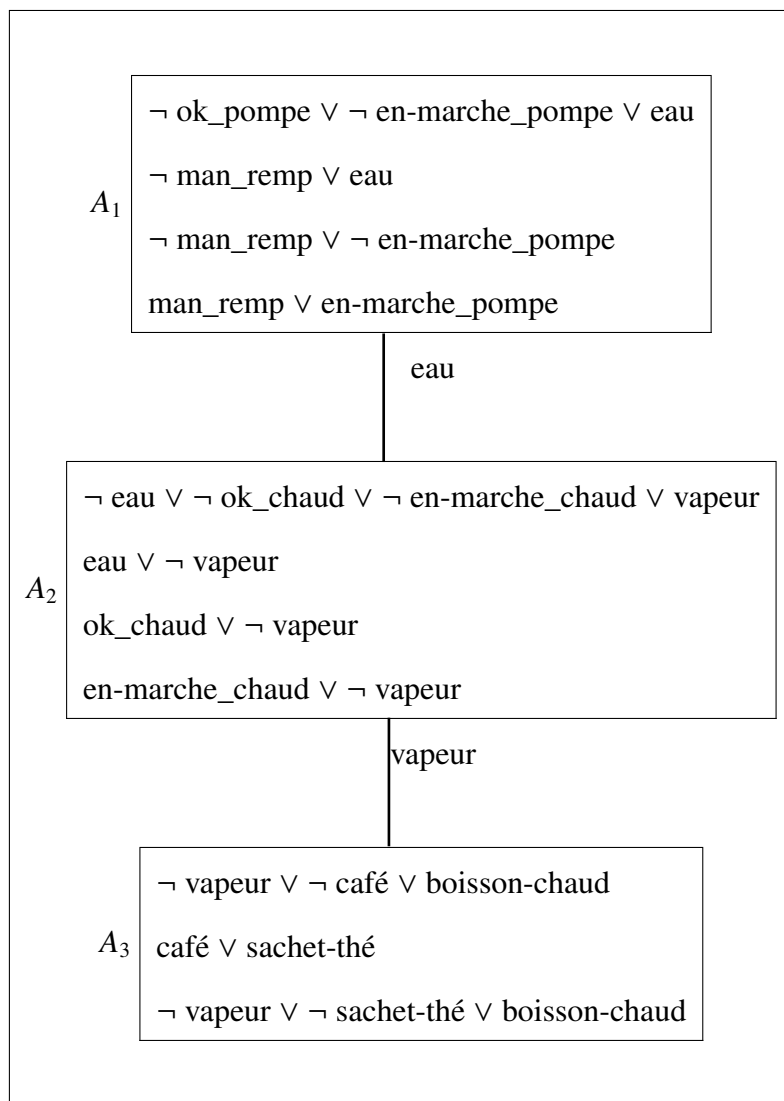 ¬ ok_pompe ∨ ¬ en-marche_pompe ∨ eau
¬ man_remp ∨ eau
A₁
¬ man_remp ∨ ¬ en-marche_pompe
man_remp ∨ en-marche_pompe
eau
¬ eau ∨ ¬ ok_chaud ∨ ¬ en-marche_chaud ∨ vapeur
eau ∨ ¬ vapeur
A₂
ok_chaud ∨ ¬ vapeur
en-marche_chaud ∨ ¬ vapeur
vapeur
¬ vapeur ∨ ¬ café ∨ boisson-chaud
A₃ café ∨ sachet-thé
¬ vapeur ∨ ¬ sachet-thé ∨ boisson-chaud